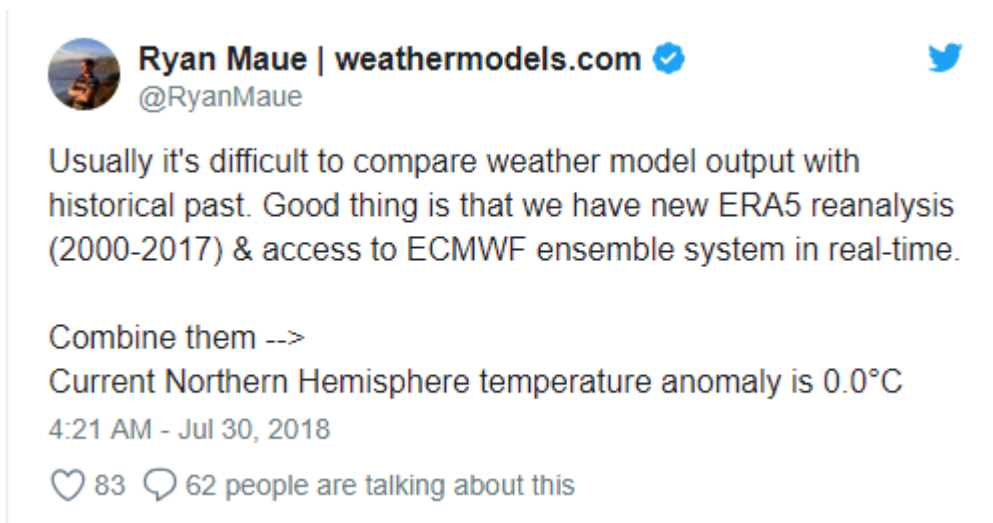 Ryan Maue | weathermodels.com
@RyanMaue
Usually it's difficult to compare weather model output with
historical past. Good thing is that we have new ERA5 reanalysis
(2000-2017) & access to ECMWF ensemble system in real-time.
Combine them -->
Current Northern Hemisphere temperature anomaly is 0.0°C
4:21 AM - Jul 30, 2018
83 62 people are talking about this